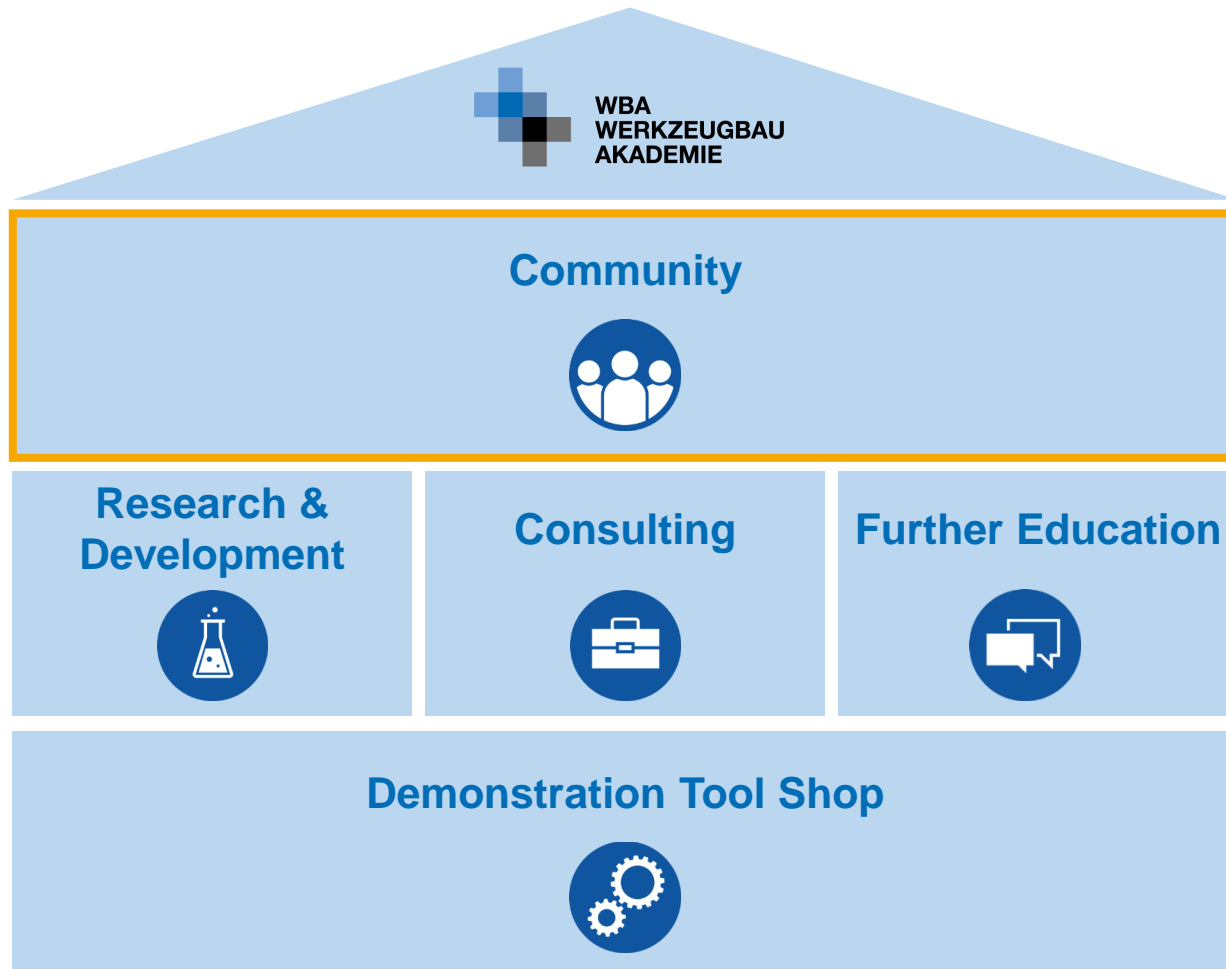 WBA
WERKZEUGBAU
AKADEMIE
Community
Research &
Development
Consulting
Further Education
Demonstration Tool Shop